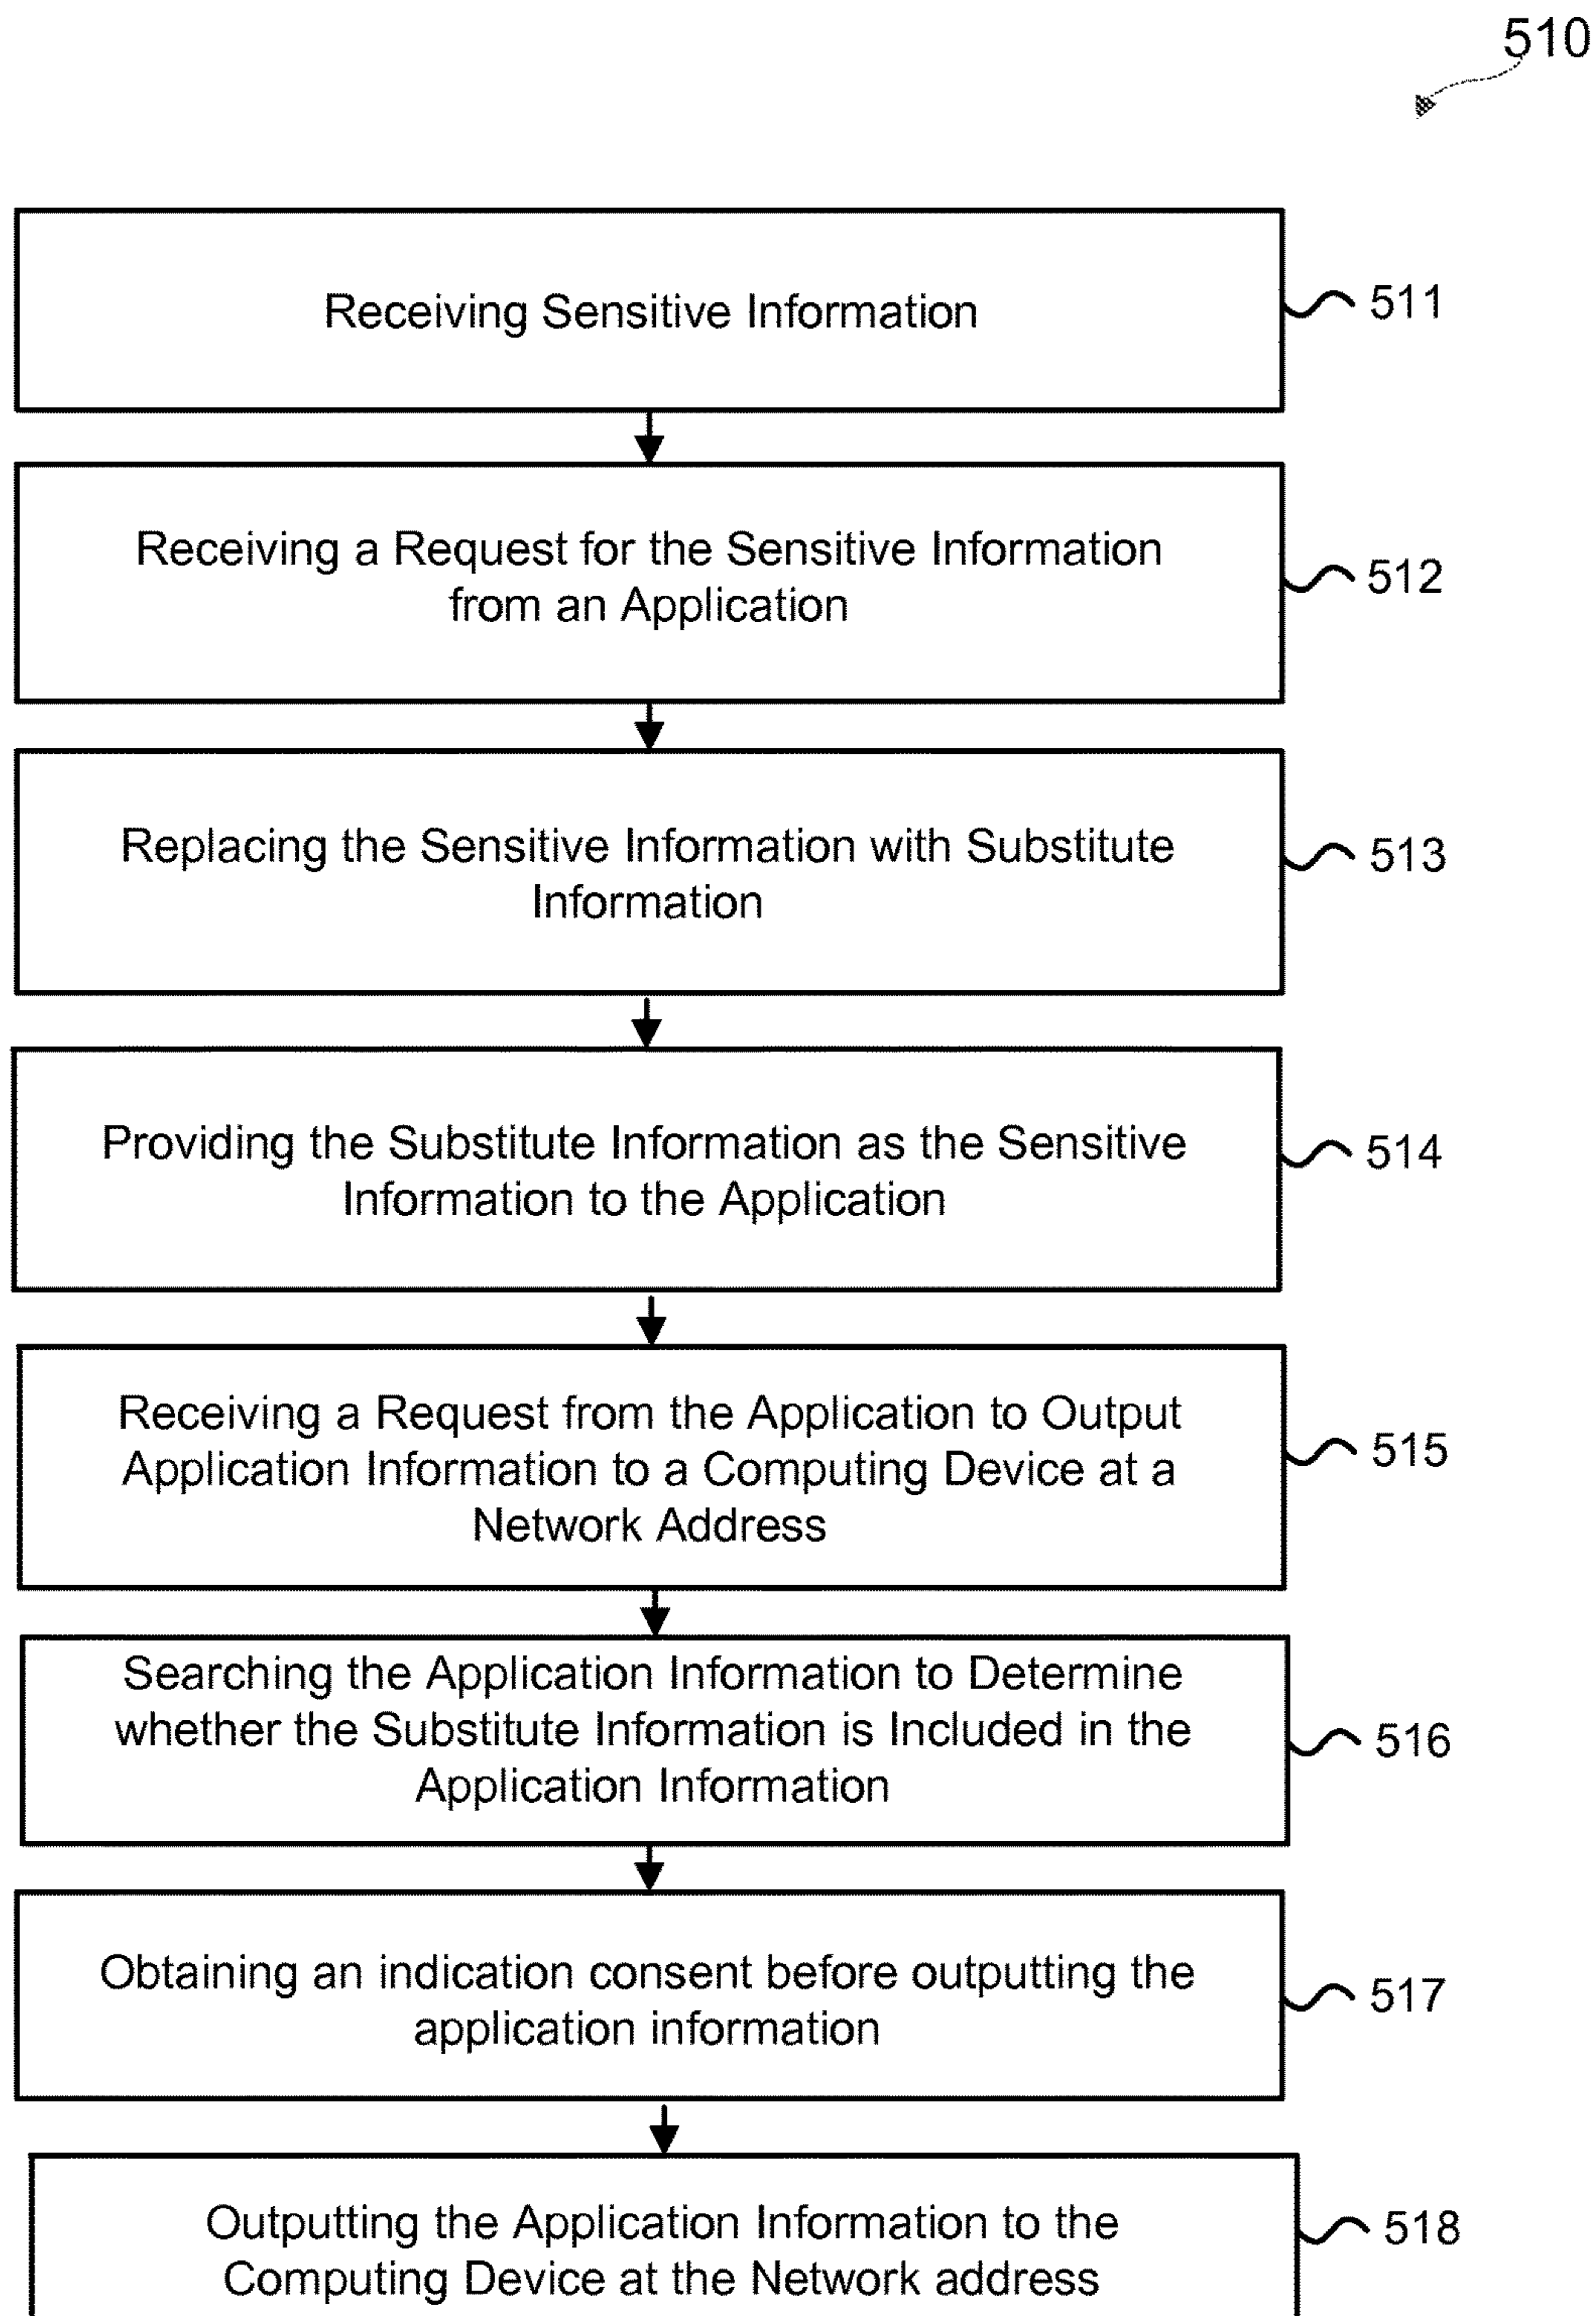 510
Receiving Sensitive Information
511
Receiving a Request for the Sensitive Information
from an Application
512
Replacing the Sensitive Information with Substitute
Information
513
Providing the Substitute Information as the Sensitive
Information to the Application
514
Receiving a Request from the Application to Output
Application Information to a Computing Device at a
Network Address
515
Searching the Application Information to Determine
whether the Substitute Information is Included in the
Application Information
516
Obtaining an indication consent before outputting the
application information
517
Outputting the Application Information to the
Computing Device at the Network address
518